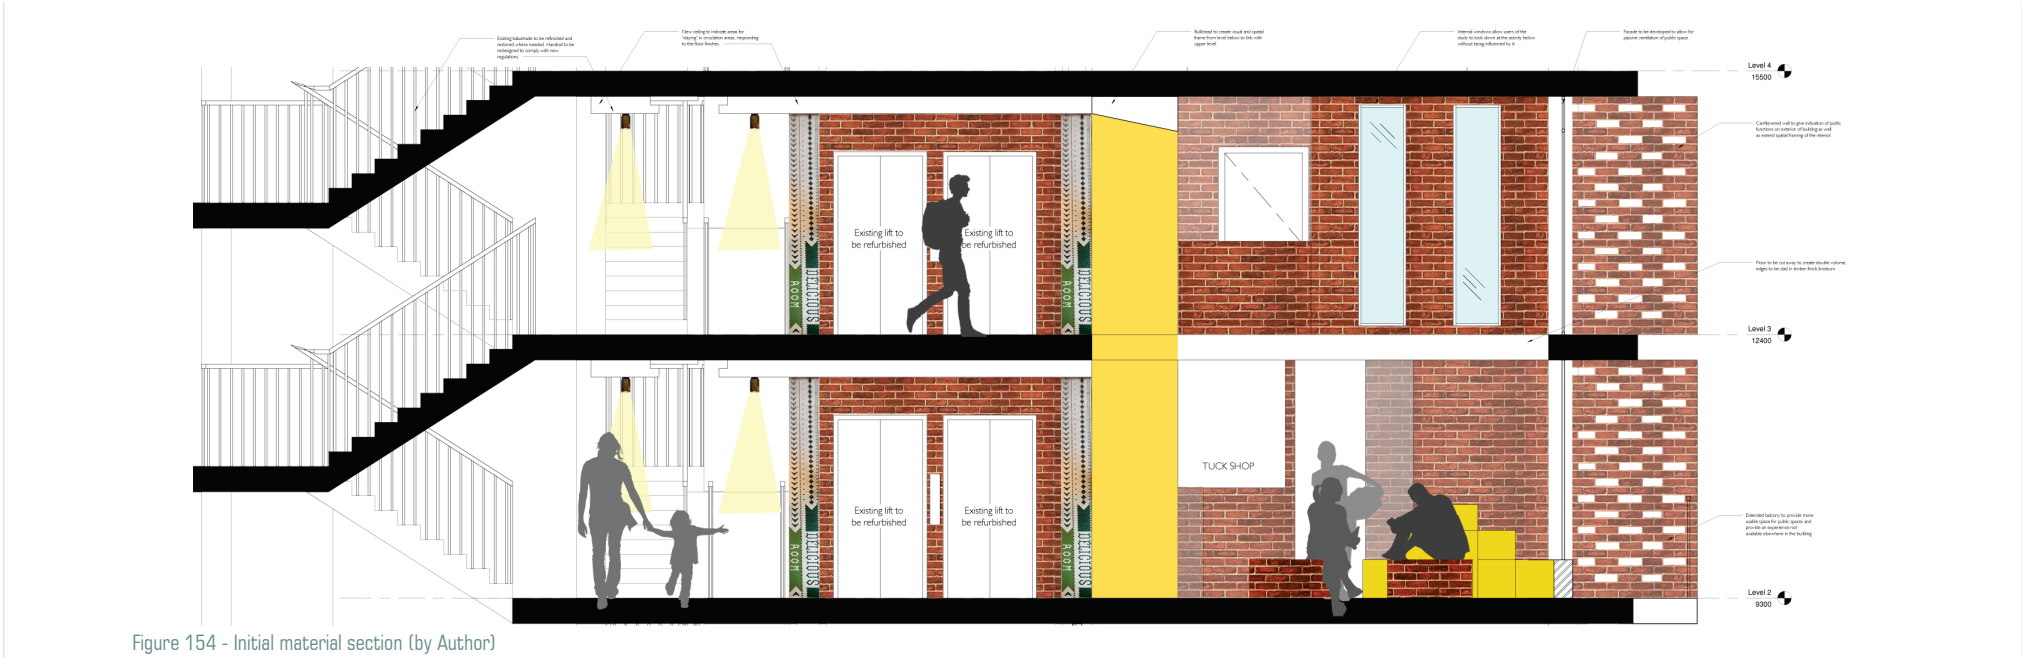 Existing balustrade to be refinished and
restored where needed. Handrail to be
redesigned to comply with new
regulations.
New ceiling to indicate areas for
'staying' in circulation areas, responding
to the floor finishes.
Bulkhead to create visual and spatial
frame from level below to link with
upper level.
Internal windows allow users of the
study to look down at the activity below
without being influenced by it
Facade to be developed to allow for
passive ventilation of public space
Level 4
15500
Cantilevered wall to give indication of public
functions on exterior of building as well
as extend spatial framing of the interior.
Existing lift to
be refurbished
Existing lift to
be refurbished
ROOM
DELICIOUS
ROOM
DELICIOUS
Floor to be cut away to create double volume,
edges to be clad in timber finish linoleum
Level 3
12400
TUCK SHOP
Existing lift to
be refurbished
Existing lift to
be refurbished
ROOM
DELICIOUS
ROOM
DELICIOUS
Extended balcony to provide more
usable space for public spaces and
provide an experience not
available elsewhere in the building
Level 2
9300
Figure 154 - Initial material section (by Author)